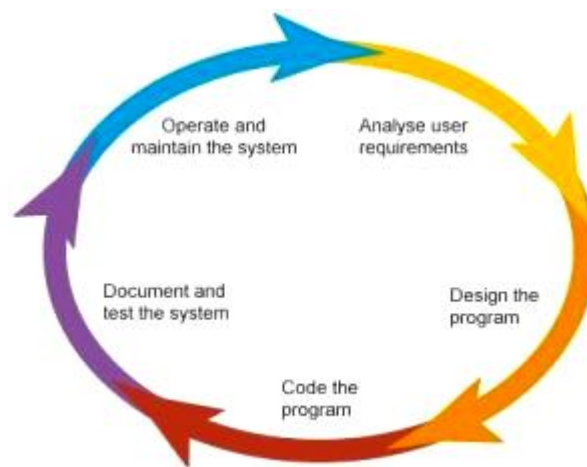 Operate and
maintain the system
Analyse user
requirements
Design the
program
Code the
program
Document and
test the system